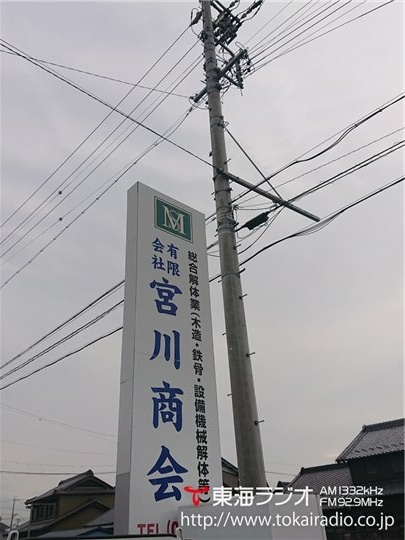 M
有限会社
宮川商会
総合解体業(木造・鉄骨・設備機械解体等)
TEL(
東海ラジオ AM1332kHz FM92.9MHz
http://www.tokairadio.co.jp